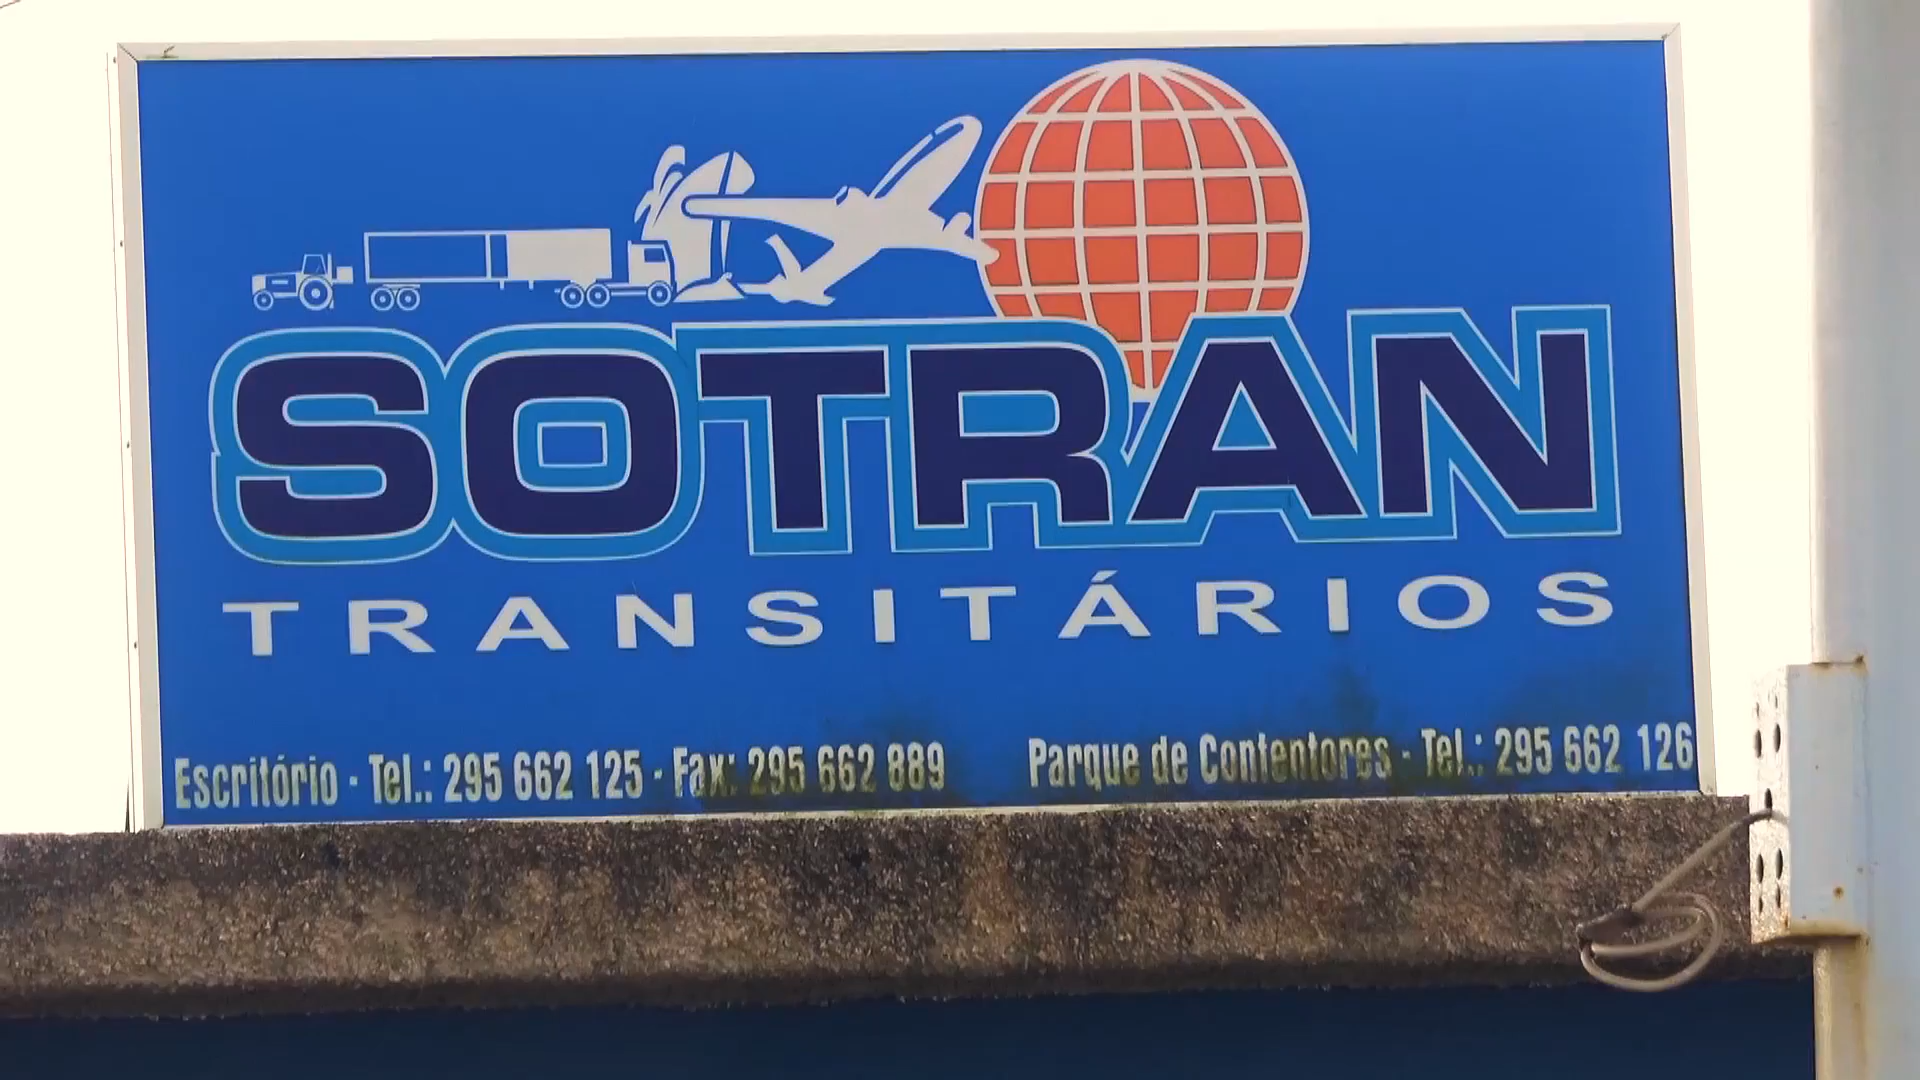 SOTRAN
TRANSITÁRIOS
Escritório - Tel.: 295 662 125 - Fax: 295 662 889
Parque de Contentores - Tel.: 295 662 126